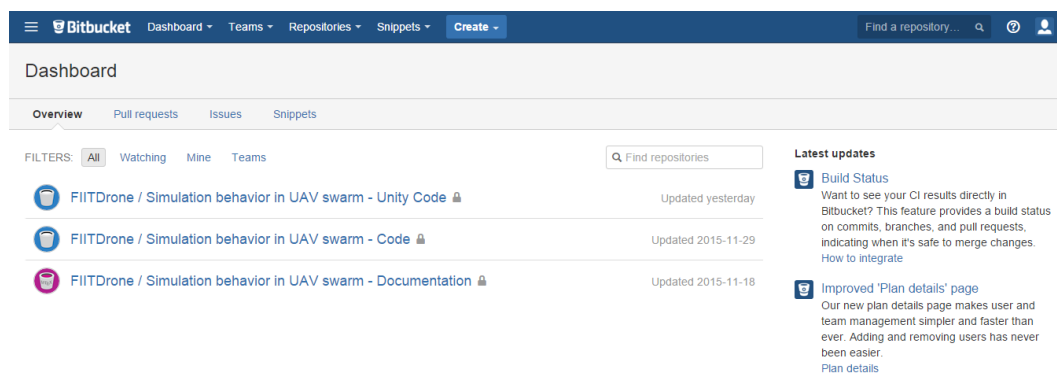 Bitbucket Dashboard Teams Repositories Snippets Create Find a repository...
Dashboard
Overview Pull requests Issues Snippets
FILTERS: All Watching Mine Teams Find repositories
FIITDrone / Simulation behavior in UAV swarm - Unity Code Updated yesterday
FIITDrone / Simulation behavior in UAV swarm - Code Updated 2015-11-29
FIITDrone / Simulation behavior in UAV swarm - Documentation Updated 2015-11-18
Latest updates
Build Status
Want to see your CI results directly in
Bitbucket? This feature provides a build status
on commits, branches, and pull requests,
indicating when it's safe to merge changes.
How to integrate
Improved 'Plan details' page
Our new plan details page makes user and
team management simpler and faster than
ever. Adding and removing users has never
been easier.
Plan details